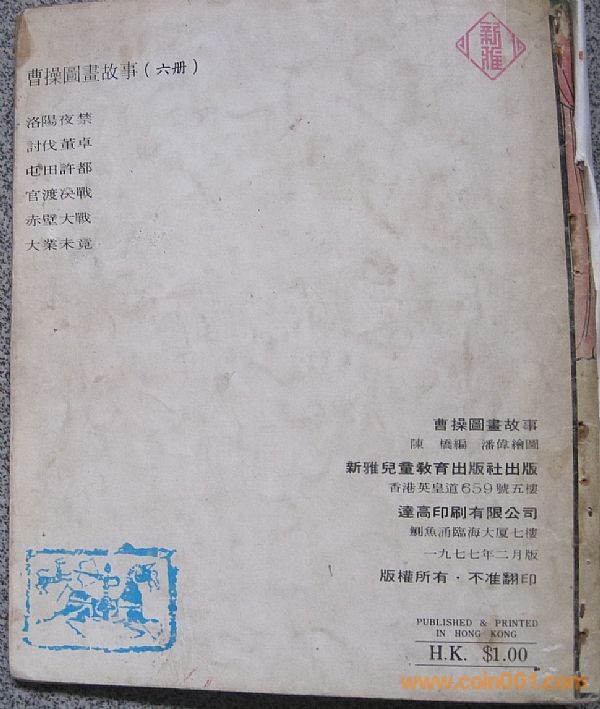 新雅
曹操圖畫故事(六册)
洛陽夜禁
討伐董卓
屯田許都
官渡决戰
赤壁大戰
大業未竟
曹操圖畫故事
陳橋編 潘偉繪圖
新雅兒童教育出版社出版
香港英皇道659號五樓
達高印刷有限公司
鰂魚涌臨海大厦七樓
一九七七年二月版
版權所有·不准翻印
PUBLISHED & PRINTED
IN HONG KONG
H.K. $1.00
www.coin001.com